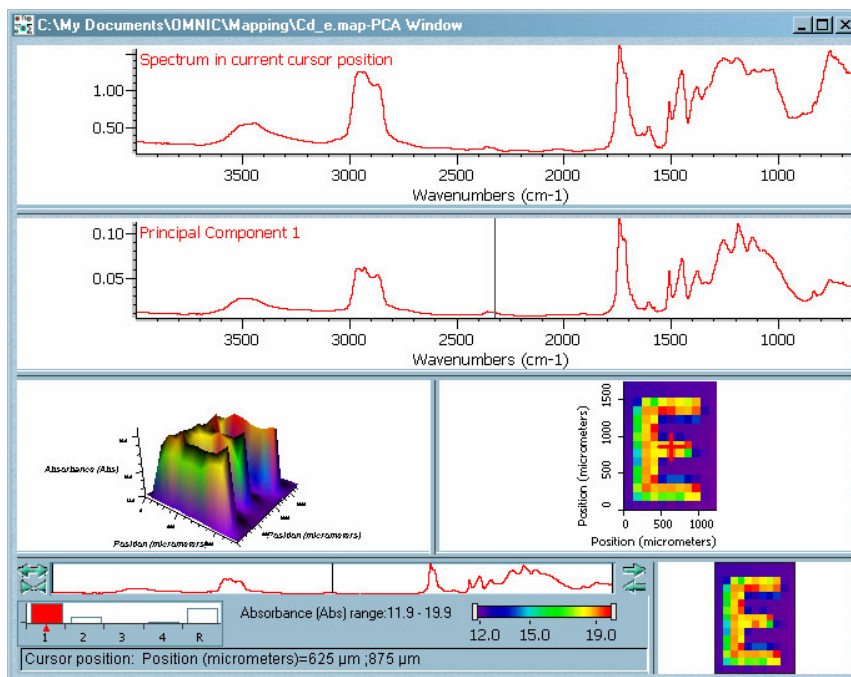 C:\My Documents\OMNIC\Mapping\Cd_e.map-PCA Window
Spectrum in current cursor position
1.00
0.50
3500 3000 2500 2000 1500 1000
Wavenumbers (cm-1)
Principal Component 1
0.10
0.05
3500 3000 2500 2000 1500 1000
Wavenumbers (cm-1)
Absorbance (Abs)
Position (micrometers)
Position (micrometers)
Position (micrometers)
0 500 1000 1500
0 500 1000
Position (micrometers)
1 2 3 4 R
Absorbance (Abs) range:11.9 - 19.9
12.0 15.0 19.0
Cursor position: Position (micrometers)=625 µm ;875 µm